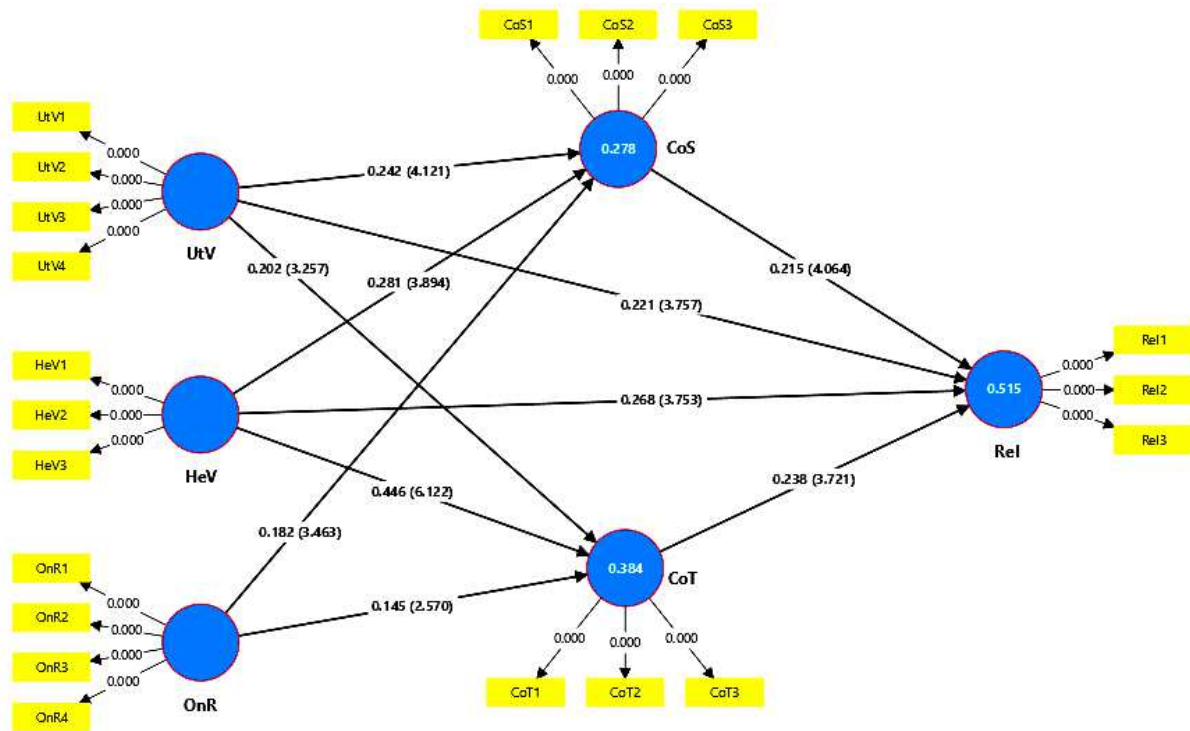 CoS1 CoS2 CoS3
0.000 0.000 0.000
0.278
CoS
UtV1
UtV2
UtV3
UtV4
0.000
0.000
0.000
0.000
UtV
0.242 (4.121)
0.202 (3.257)
0.281 (3.894)
0.221 (3.757)
0.215 (4.064)
HeV1
HeV2
HeV3
0.000
0.000
0.000
HeV
0.268 (3.753)
0.446 (6.122)
0.182 (3.463)
0.238 (3.721)
0.515
ReI
0.000
0.000
0.000
ReI1
ReI2
ReI3
OnR1
OnR2
OnR3
OnR4
0.000
0.000
0.000
0.000
OnR
0.145 (2.570)
0.384
CoT
0.000 0.000 0.000
CoT1 CoT2 CoT3